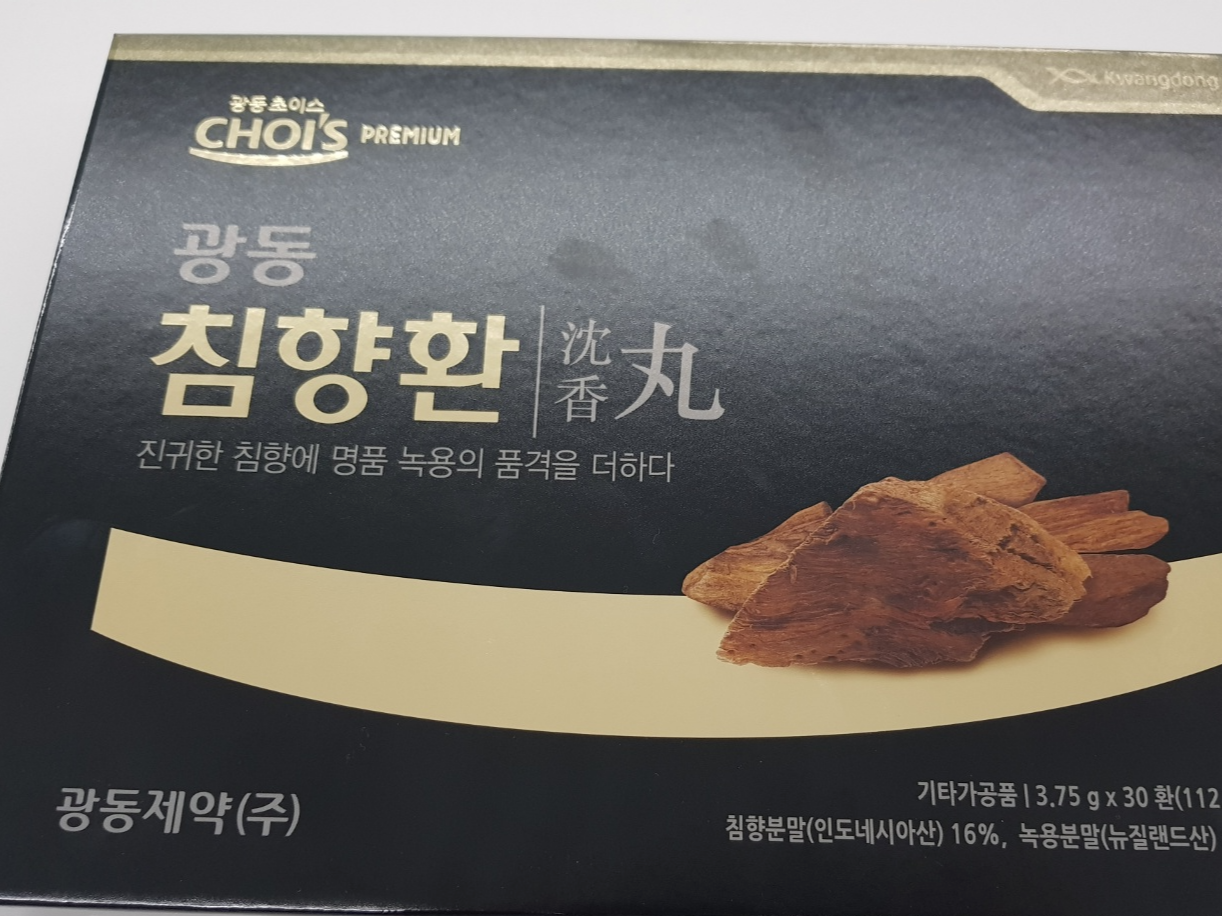 Kwangdong
광동초이스
CHOI'S PREMIUM
광동
침향환 沈香丸
진귀한 침향에 명품 녹용의 품격을 더하다
광동제약(주)
기타가공품 | 3.75 g x 30 환(112
침향분말(인도네시아산) 16%, 녹용분말(뉴질랜드산)